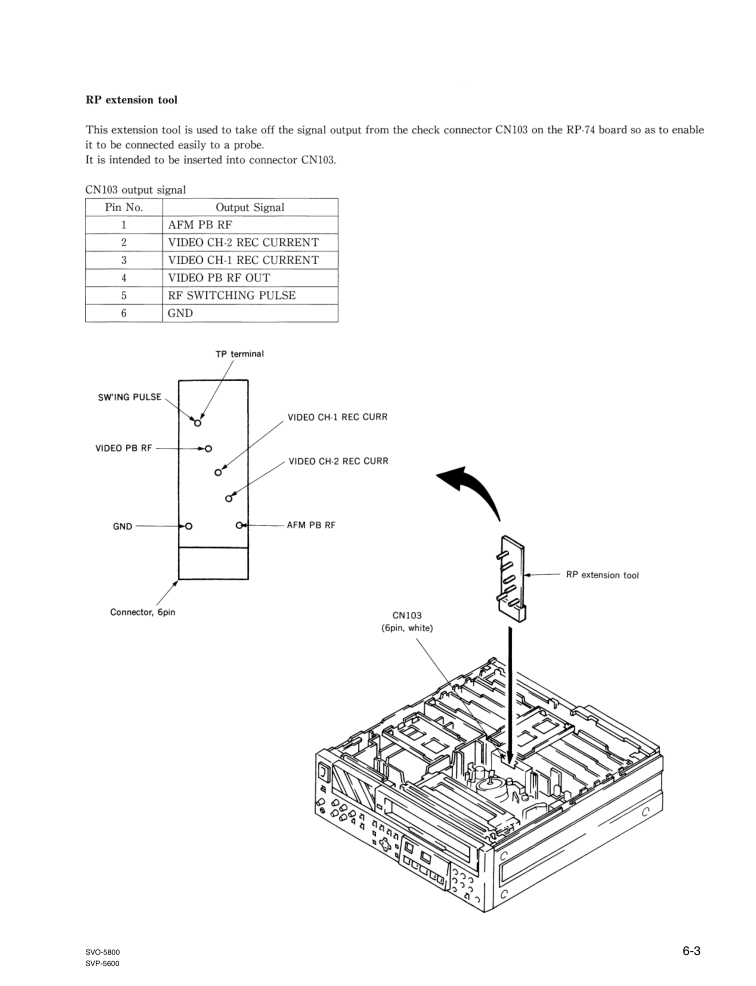 RP extension tool
This extension tool is used to take off the signal output from the check connector CN103 on the RP-74 board so as to enable
it to be connected easily to a probe.
It is intended to be inserted into connector CN103.
CN103 output signal
Pin No. Output Signal
1 AFM PB RF
2 VIDEO CH-2 REC CURRENT
3 VIDEO CH-1 REC CURRENT
4 VIDEO PB RF OUT
5 RF SWITCHING PULSE
6 GND
TP terminal
SW'ING PULSE
VIDEO CH-1 REC CURR
VIDEO PB RF
VIDEO CH-2 REC CURR
GND
AFM PB RF
RP extension tool
Connector, 6pin
CN103
(6pin, white)
SVO-5800
SVP-5600
6-3